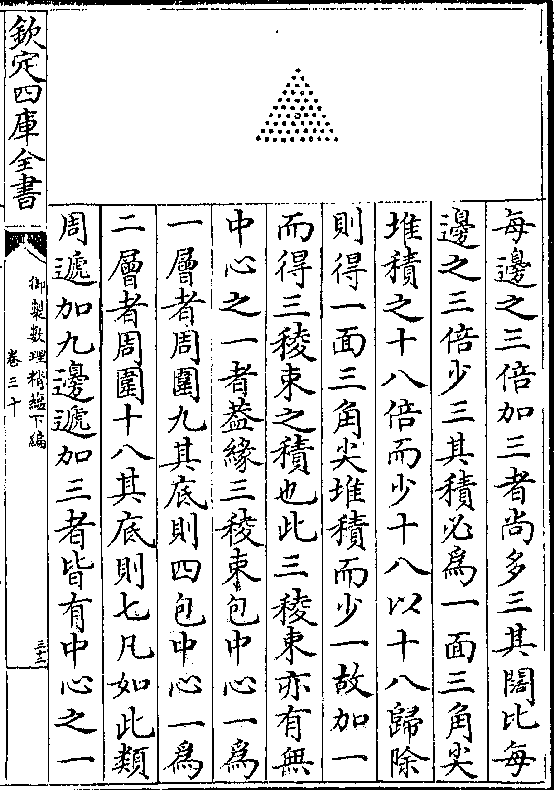 每邊之三倍加三者尚多三其闊比每
邊之三倍少三其積必為一面三角尖
堆積之十八倍而少十八以十八歸除
則得一面三角尖堆積而少一故加一
而得三稜束之積也此三稜束亦有無
中心之一者葢緣三稜束包中心一為
一層者周圍九其底則四包中心一為
二層者周圍十八其底則七凡如此類
周遞加九邊遞加三者皆有中心之一
欽定四庫全書
御製數理精蘊下編
卷三十
三十三